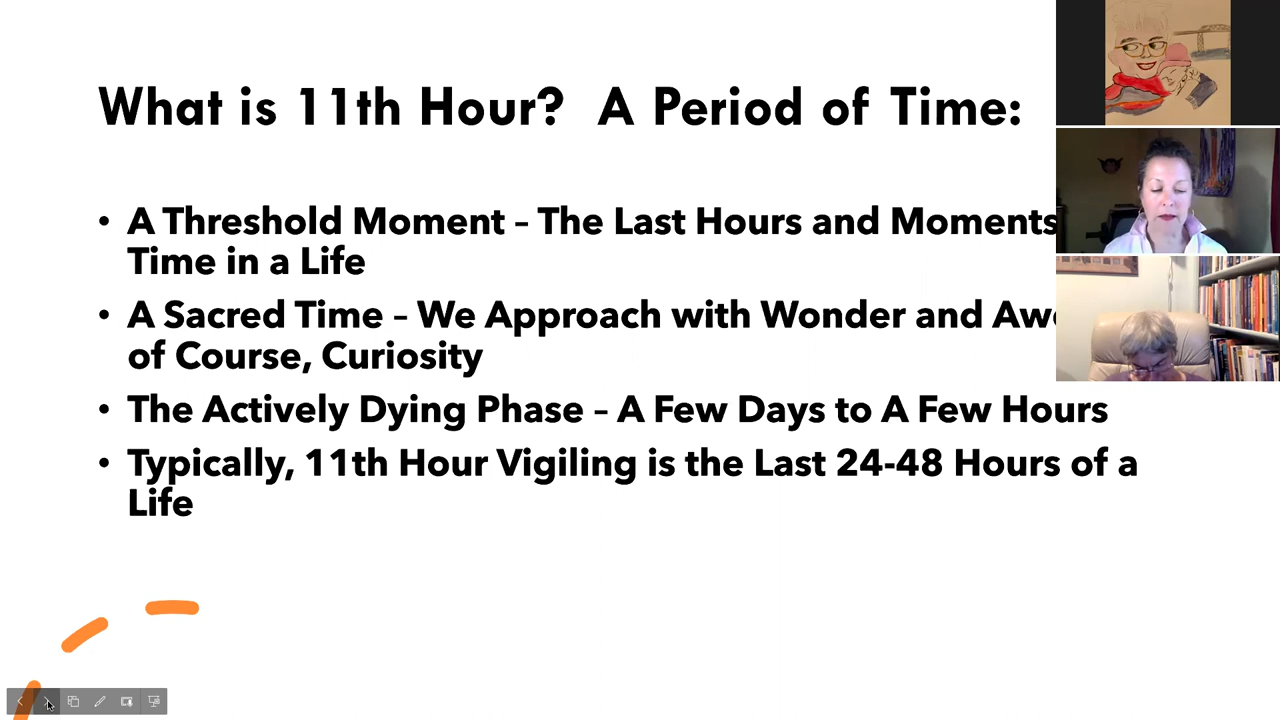 What is 11th Hour? A Period of Time:
• A Threshold Moment – The Last Hours and Moments
Time in a Life
• A Sacred Time – We Approach with Wonder and
of Course, Curiosity
• The Actively Dying Phase – A Few Days to A Few Hours
• Typically, 11th Hour Vigiling is the Last 24-48 Hours of a
Life